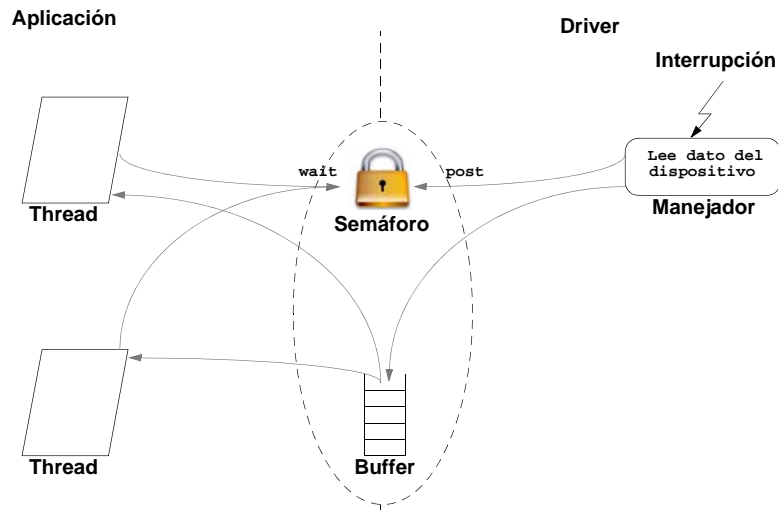 Aplicación
Driver
Interrupción
wait
post
Lee dato del
dispositivo
Thread
Semáforo
Manejador
Thread
Buffer